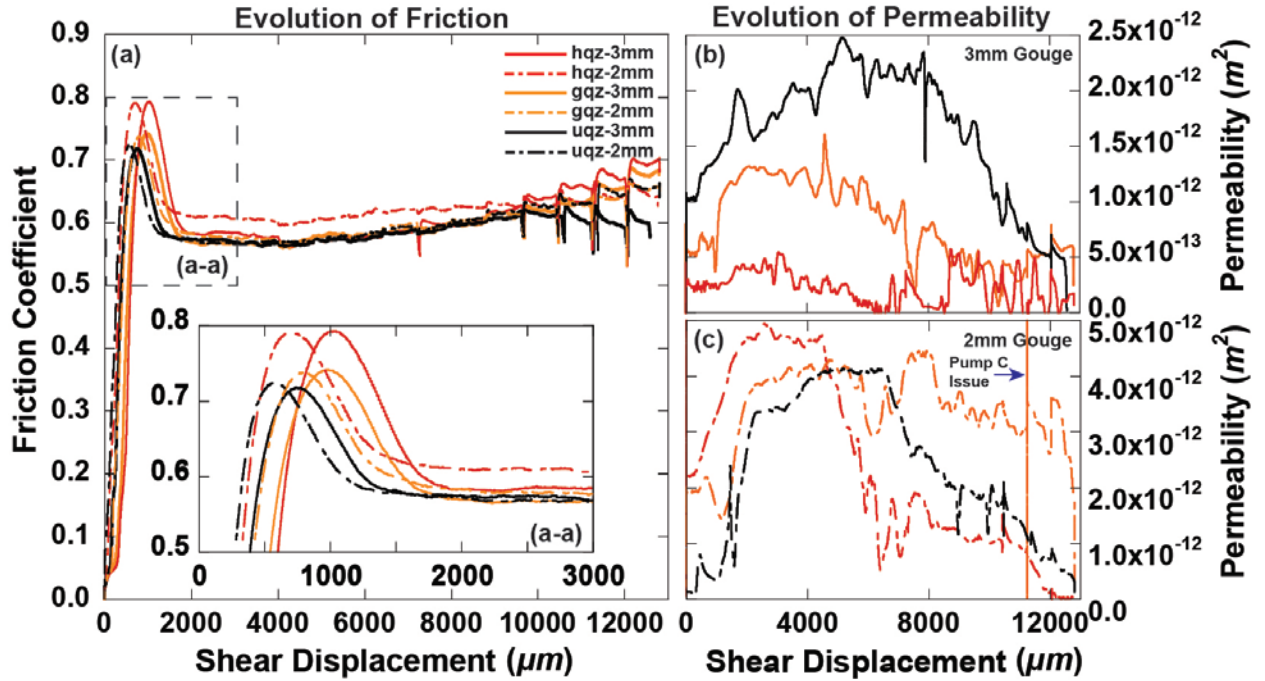 Evolution of Friction
0.9
0.8
0.7
0.6
0.5
0.4
0.3
0.2
0.1
0.0
Friction Coefficient
(a)
hqz-3mm
hqz-2mm
gqz-3mm
gqz-2mm
uqz-3mm
uqz-2mm
(a-a)
0.8
0.7
0.6
0.5
(a-a)
0 1000 2000 3000
0 2000 4000 6000 8000 10000 12000
Shear Displacement (μm)
Evolution of Permeability
(b)
3mm Gouge
2.5x10⁻¹²
2.0x10⁻¹²
1.5x10⁻¹²
1.0x10⁻¹²
5.0x10⁻¹³
0.0
Permeability (m²)
(c)
2mm Gouge
Pump C
Issue
5.0x10⁻¹²
4.0x10⁻¹²
3.0x10⁻¹²
2.0x10⁻¹²
1.0x10⁻¹²
0.0
Permeability (m²)
0 4000 8000 12000
Shear Displacement (μm)